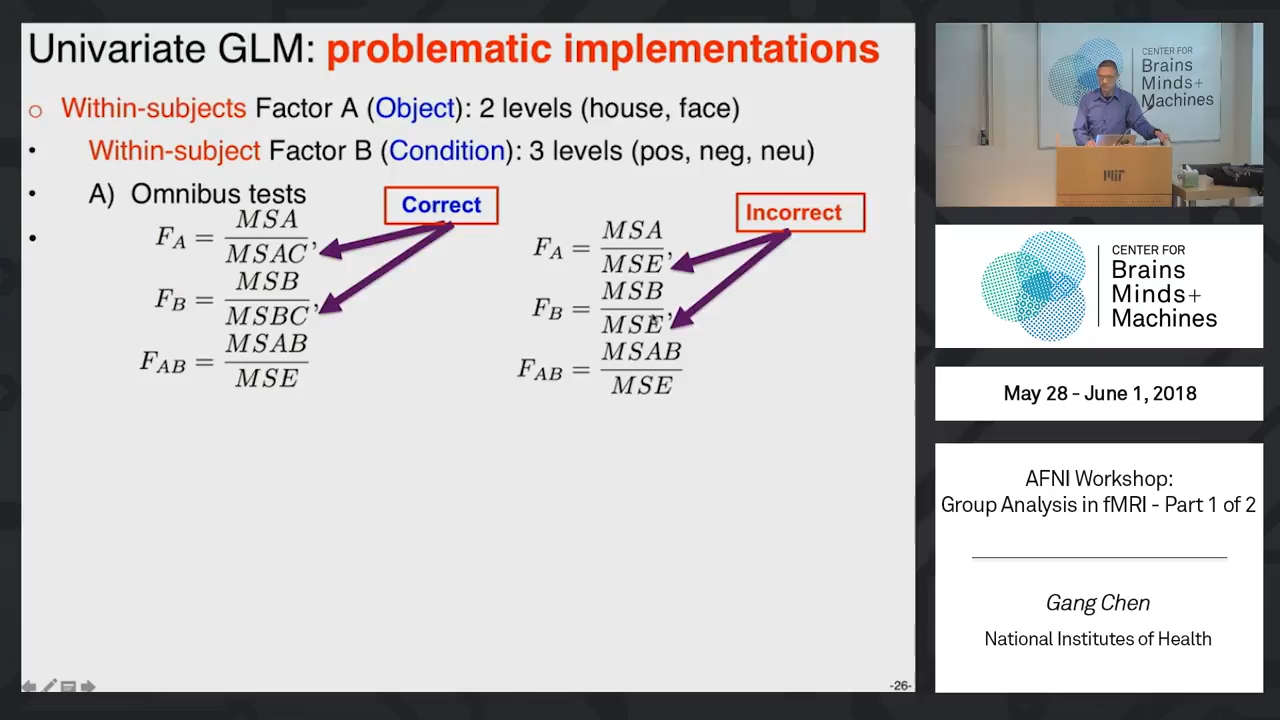 Univariate GLM: problematic implementations
○ Within-subjects Factor A (Object): 2 levels (house, face)
• Within-subject Factor B (Condition): 3 levels (pos, neg, neu)
• A) Omnibus tests
•
Correct
F_A = MSA / MSAC,
F_B = MSB / MSBC,
F_AB = MSAB / MSE
Incorrect
F_A = MSA / MSE,
F_B = MSB / MSE,
F_AB = MSAB / MSE
-26-
CENTER FOR
Brains
Minds+
Machines
MIT
CENTER FOR
Brains
Minds+
Machines
May 28 - June 1, 2018
AFNI Workshop:
Group Analysis in fMRI - Part 1 of 2
Gang Chen
National Institutes of Health